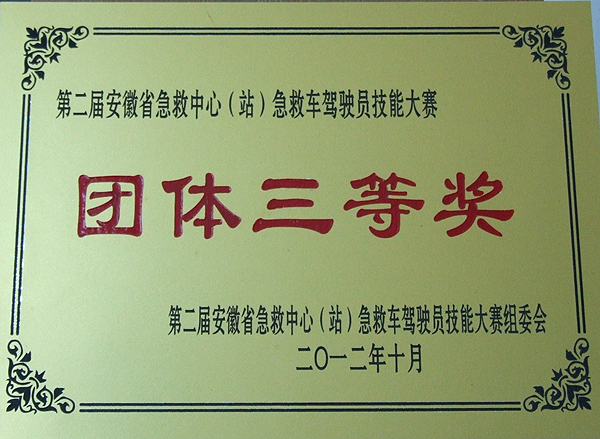 第二届安徽省急救中心（站）急救车驾驶员技能大赛
团体三等奖
第二届安徽省急救中心（站）急救车驾驶员技能大赛组委会
二〇一二年十月